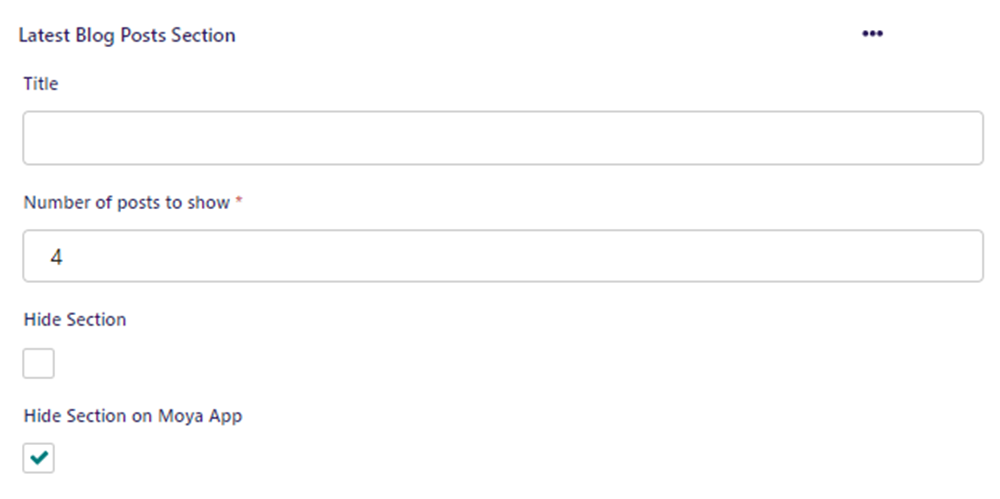 Latest Blog Posts Section
Title
Number of posts to show *
4
Hide Section
Hide Section on Moya App